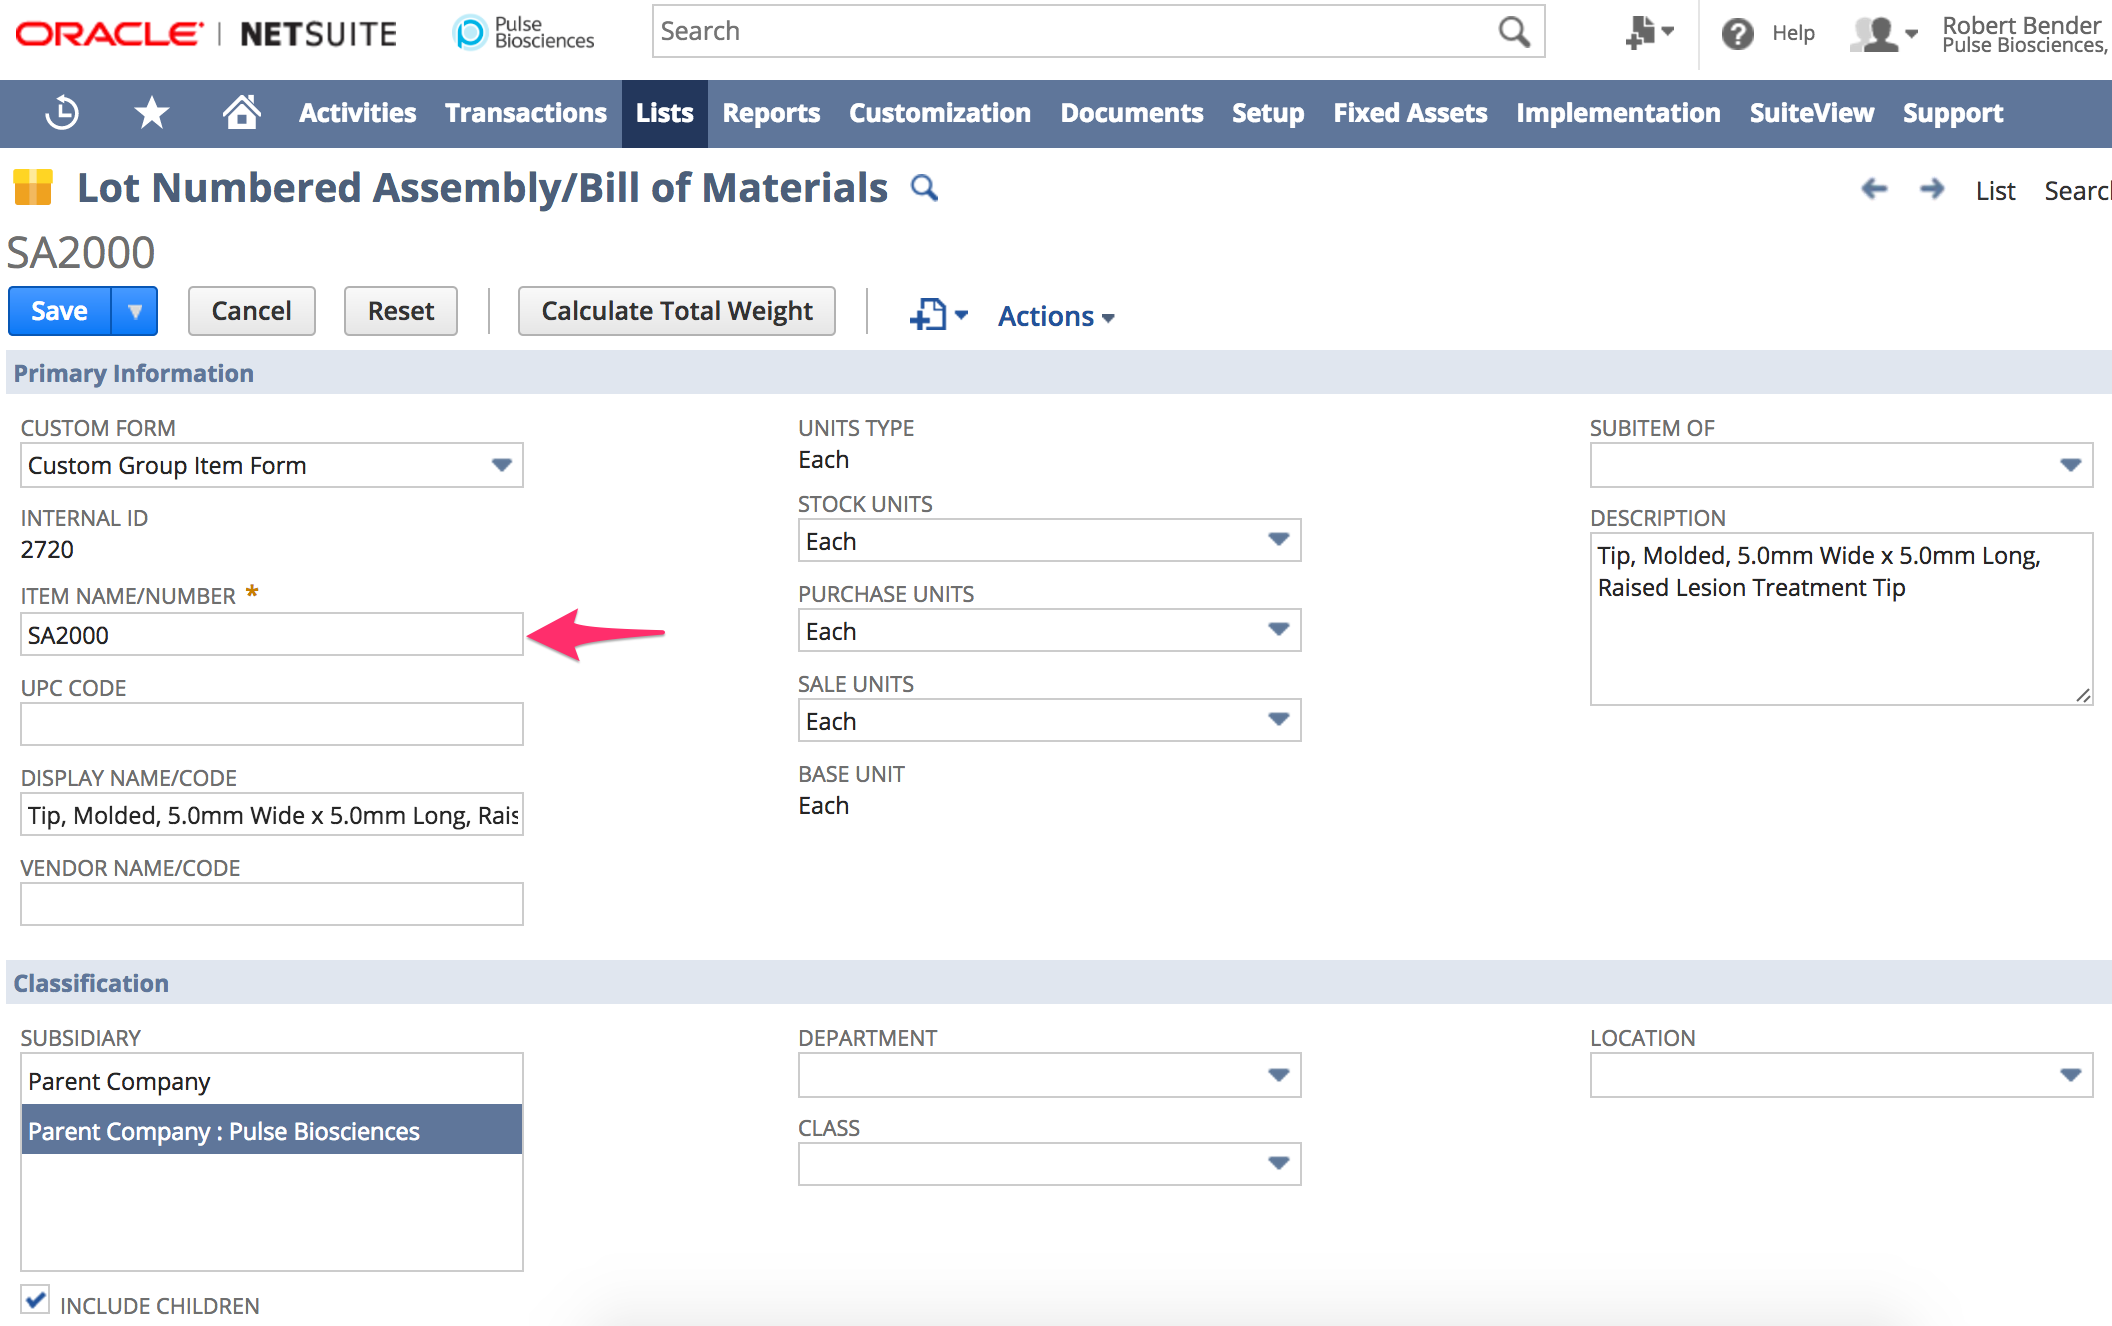 ORACLE | NETSUITE
Pulse
Biosciences
Search
Help
Robert Bender
Pulse Biosciences,
Activities Transactions Lists Reports Customization Documents Setup Fixed Assets Implementation SuiteView Support
Lot Numbered Assembly/Bill of Materials
List Searc
SA2000
Save Cancel Reset Calculate Total Weight Actions
Primary Information
CUSTOM FORM
Custom Group Item Form
INTERNAL ID
2720
ITEM NAME/NUMBER *
SA2000
UPC CODE
DISPLAY NAME/CODE
Tip, Molded, 5.0mm Wide x 5.0mm Long, Rais
VENDOR NAME/CODE
UNITS TYPE
Each
STOCK UNITS
Each
PURCHASE UNITS
Each
SALE UNITS
Each
BASE UNIT
Each
SUBITEM OF
DESCRIPTION
Tip, Molded, 5.0mm Wide x 5.0mm Long,
Raised Lesion Treatment Tip
Classification
SUBSIDIARY
Parent Company
Parent Company : Pulse Biosciences
INCLUDE CHILDREN
DEPARTMENT
CLASS
LOCATION